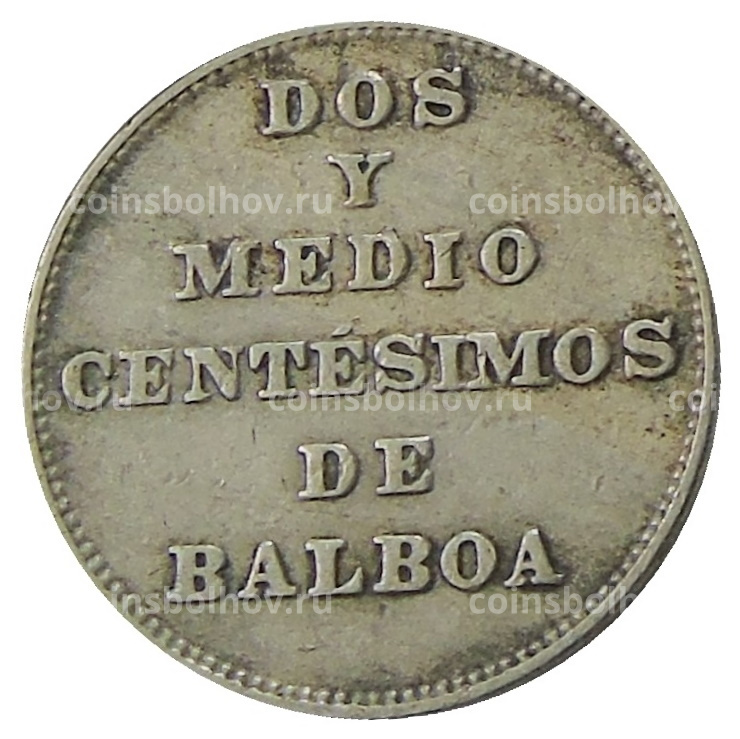 DOS
Y
MEDIO
CENTÉSIMOS
DE
BALBOA
coinsbolhov.ru
coinsbolhov.ru
coinsbolhov.ru
coinsbolhov.ru
coinsbolhov.ru